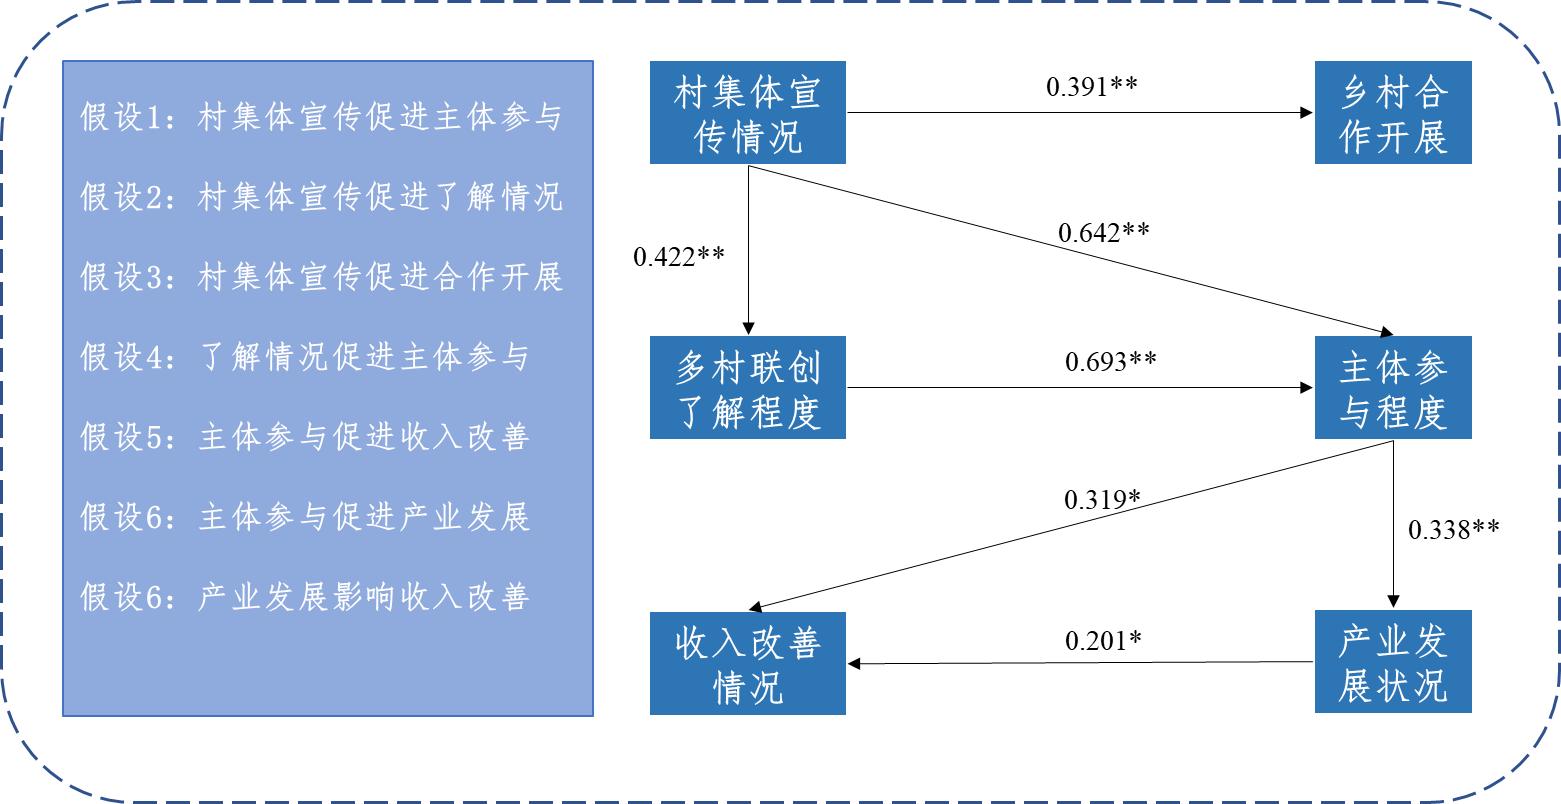 假设1：村集体宣传促进主体参与
假设2：村集体宣传促进了解情况
假设3：村集体宣传促进合作开展
假设4：了解情况促进主体参与
假设5：主体参与促进收入改善
假设6：主体参与促进产业发展
假设6：产业发展影响收入改善
村集体宣
传情况
0.391**
乡村合
作开展
0.422**
0.642**
多村联创
了解程度
0.693**
主体参
与程度
0.319*
0.338**
收入改善
情况
0.201*
产业发
展状况